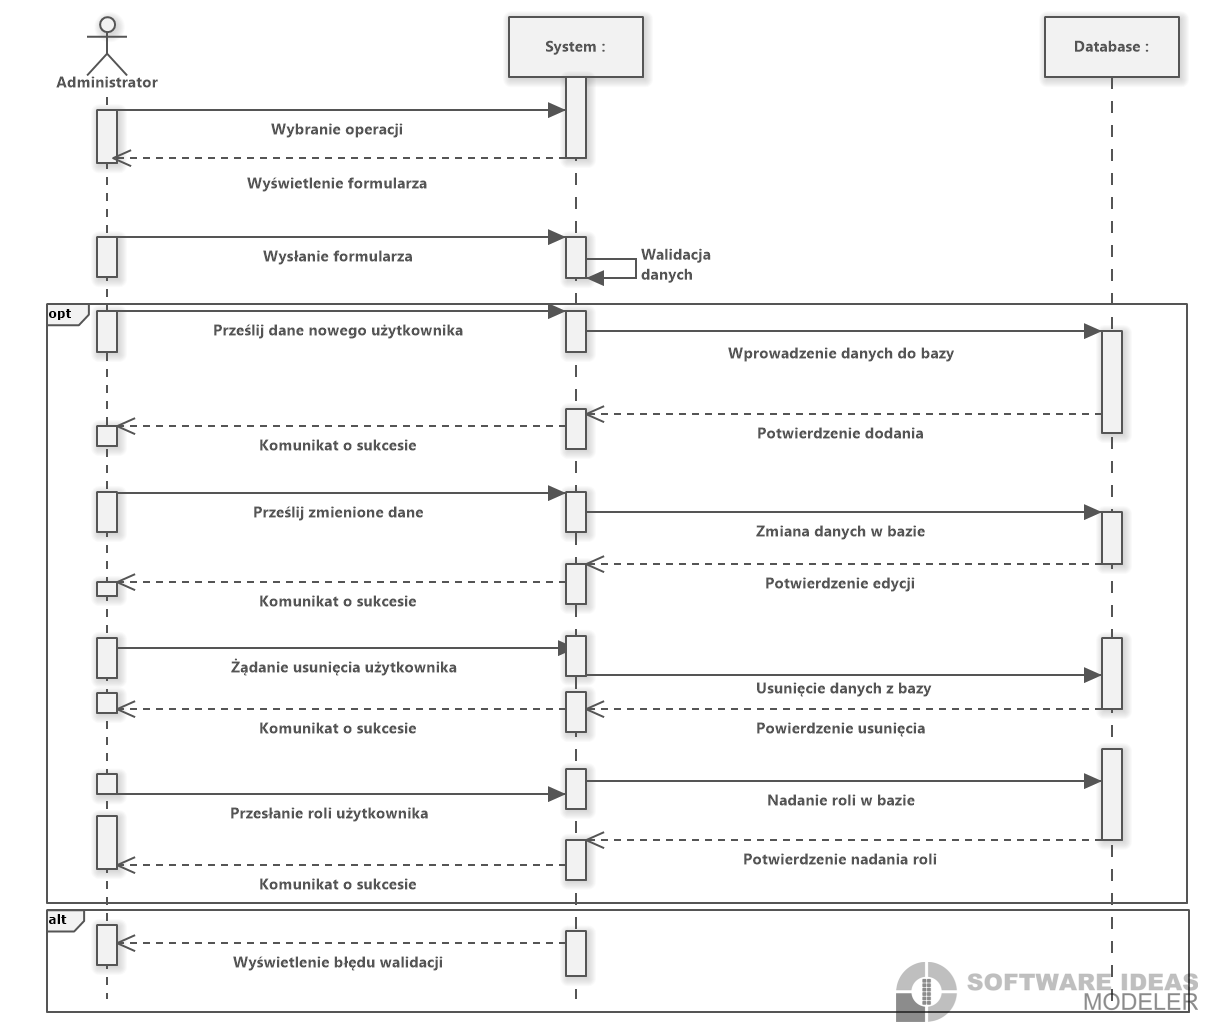 System :
Database :
Administrator
Wybranie operacji
Wyświetlenie formularza
Wysłanie formularza
Walidacja
danych
opt
Prześlij dane nowego użytkownika
Wprowadzenie danych do bazy
Potwierdzenie dodania
Komunikat o sukcesie
Prześlij zmienione dane
Zmiana danych w bazie
Potwierdzenie edycji
Komunikat o sukcesie
Żądanie usunięcia użytkownika
Usunięcie danych z bazy
Komunikat o sukcesie
Powierdzenie usunięcia
Nadanie roli w bazie
Przesłanie roli użytkownika
Potwierdzenie nadania roli
Komunikat o sukcesie
alt
Wyświetlenie błędu walidacji
SOFTWARE IDEAS
MODELER